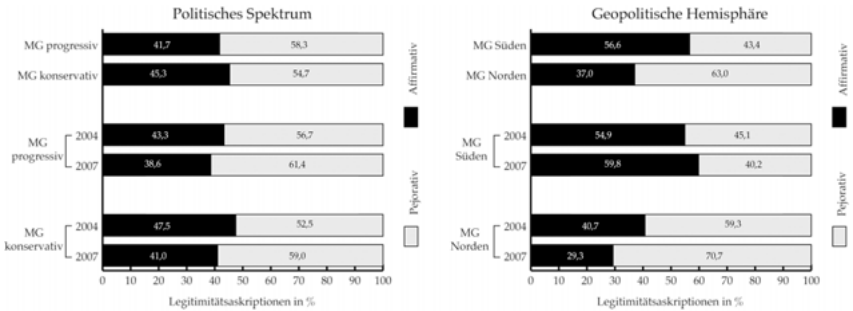 Politisches Spektrum
MG progressiv 41,7 58,3
MG konservativ 45,3 54,7
MG progressiv
2004 43,3 56,7
2007 38,6 61,4
MG konservativ
2004 47,5 52,5
2007 41,0 59,0
0 10 20 30 40 50 60 70 80 90 100
Legitimitätsaskriptionen in %
Affirmativ
Pejorativ
Geopolitische Hemisphäre
MG Süden 56,6 43,4
MG Norden 37,0 63,0
MG Süden
2004 54,9 45,1
2007 59,8 40,2
MG Norden
2004 40,7 59,3
2007 29,3 70,7
0 10 20 30 40 50 60 70 80 90 100
Legitimitätsaskriptionen in %
Affirmativ
Pejorativ